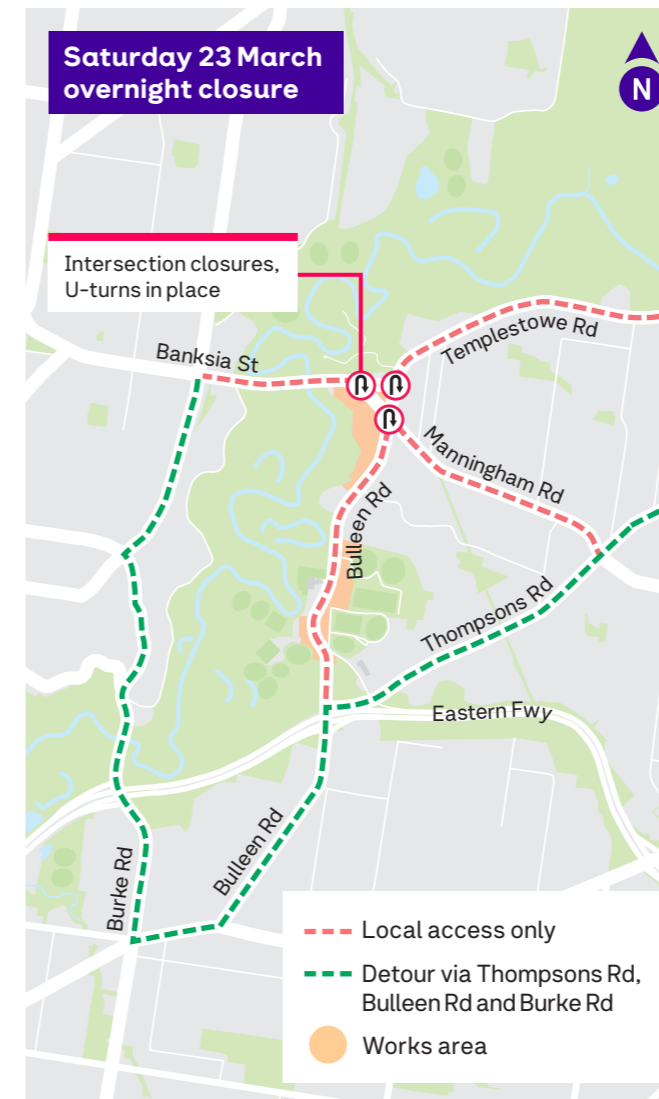 Saturday 23 March
overnight closure
N
Intersection closures,
U-turns in place
Banksia St
Templestowe Rd
Manningham Rd
Bulleen Rd
Thompsons Rd
Eastern Fwy
Bulleen Rd
Burke Rd
Local access only
Detour via Thompsons Rd,
Bulleen Rd and Burke Rd
Works area